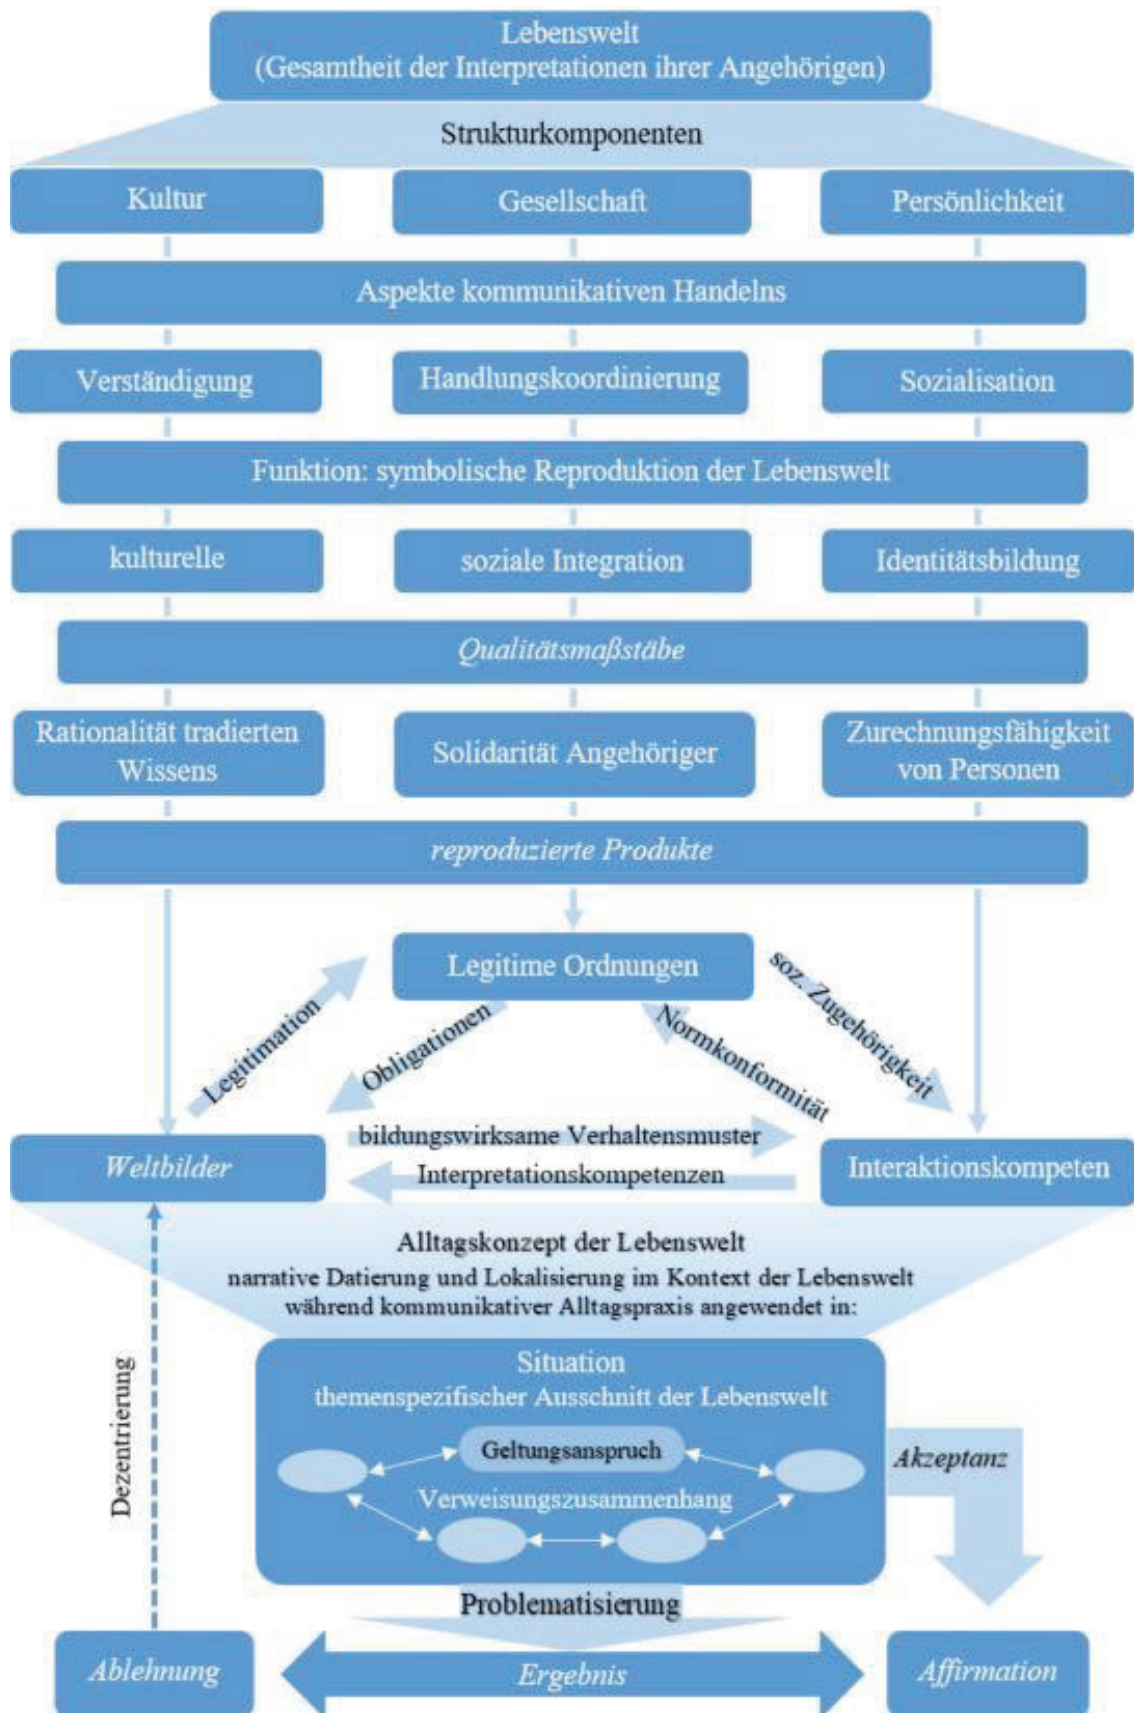 Lebenswelt
(Gesamtheit der Interpretationen ihrer Angehörigen)
Strukturkomponenten
Kultur
Gesellschaft
Persönlichkeit
Aspekte kommunikativen Handelns
Verständigung
Handlungskoordinierung
Sozialisation
Funktion: symbolische Reproduktion der Lebenswelt
kulturelle
soziale Integration
Identitätsbildung
Qualitätsmaßstäbe
Rationalität tradierten
Wissens
Solidarität Angehöriger
Zurechnungsfähigkeit
von Personen
reproduzierte Produkte
Legitime Ordnungen
Legitimation
Obligationen
Normkonformität
soz. Zugehörigkeit
bildungswirksame Verhaltensmuster
Interpretationskompetenzen
Weltbilder
Interaktionskompeten
Alltagskonzept der Lebenswelt
narrative Datierung und Lokalisierung im Kontext der Lebenswelt
während kommunikativer Alltagspraxis angewendet in:
Dezentrierung
Situation
themenspezifischer Ausschnitt der Lebenswelt
Geltungsanspruch
Verweisungszusammenhang
Akzeptanz
Problematisierung
Ablehnung
Ergebnis
Affirmation